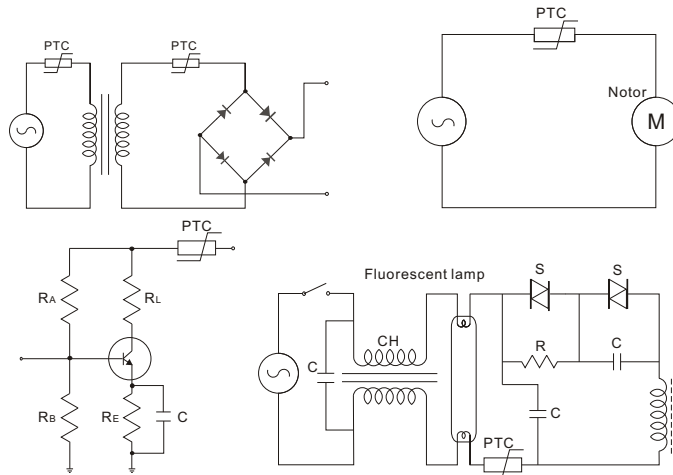 PTC
PTC
PTC
Notor
M
PTC
RA
RL
RB
RE
C
Fluorescent lamp
S
S
CH
C
R
C
C
PTC